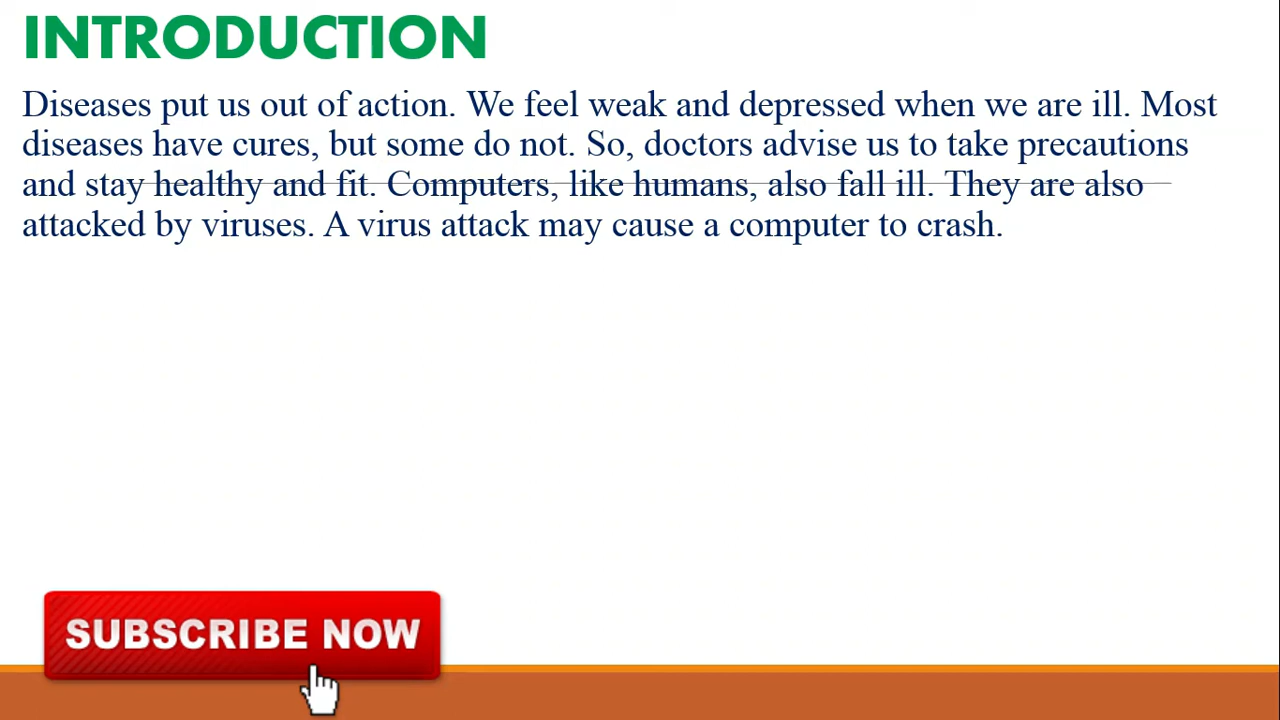 INTRODUCTION
Diseases put us out of action. We feel weak and depressed when we are ill. Most
diseases have cures, but some do not. So, doctors advise us to take precautions
and stay healthy and fit. Computers, like humans, also fall ill. They are also
attacked by viruses. A virus attack may cause a computer to crash.
SUBSCRIBE NOW